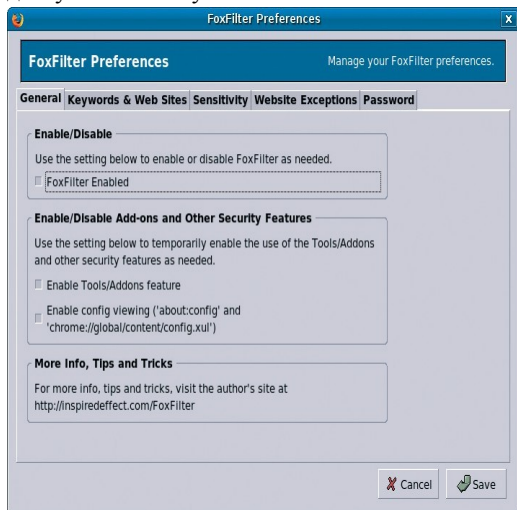 FoxFilter Preferences
FoxFilter Preferences
Manage your FoxFilter preferences.
General Keywords & Web Sites Sensitivity Website Exceptions Password
Enable/Disable
Use the setting below to enable or disable FoxFilter as needed.
FoxFilter Enabled
Enable/Disable Add-ons and Other Security Features
Use the setting below to temporarily enable the use of the Tools/Addons
and other security features as needed.
Enable Tools/Addons feature
Enable config viewing ('about:config' and
'chrome://global/content/config.xul')
More Info, Tips and Tricks
For more info, tips and tricks, visit the author's site at
http://inspiredeffect.com/FoxFilter
Cancel Save